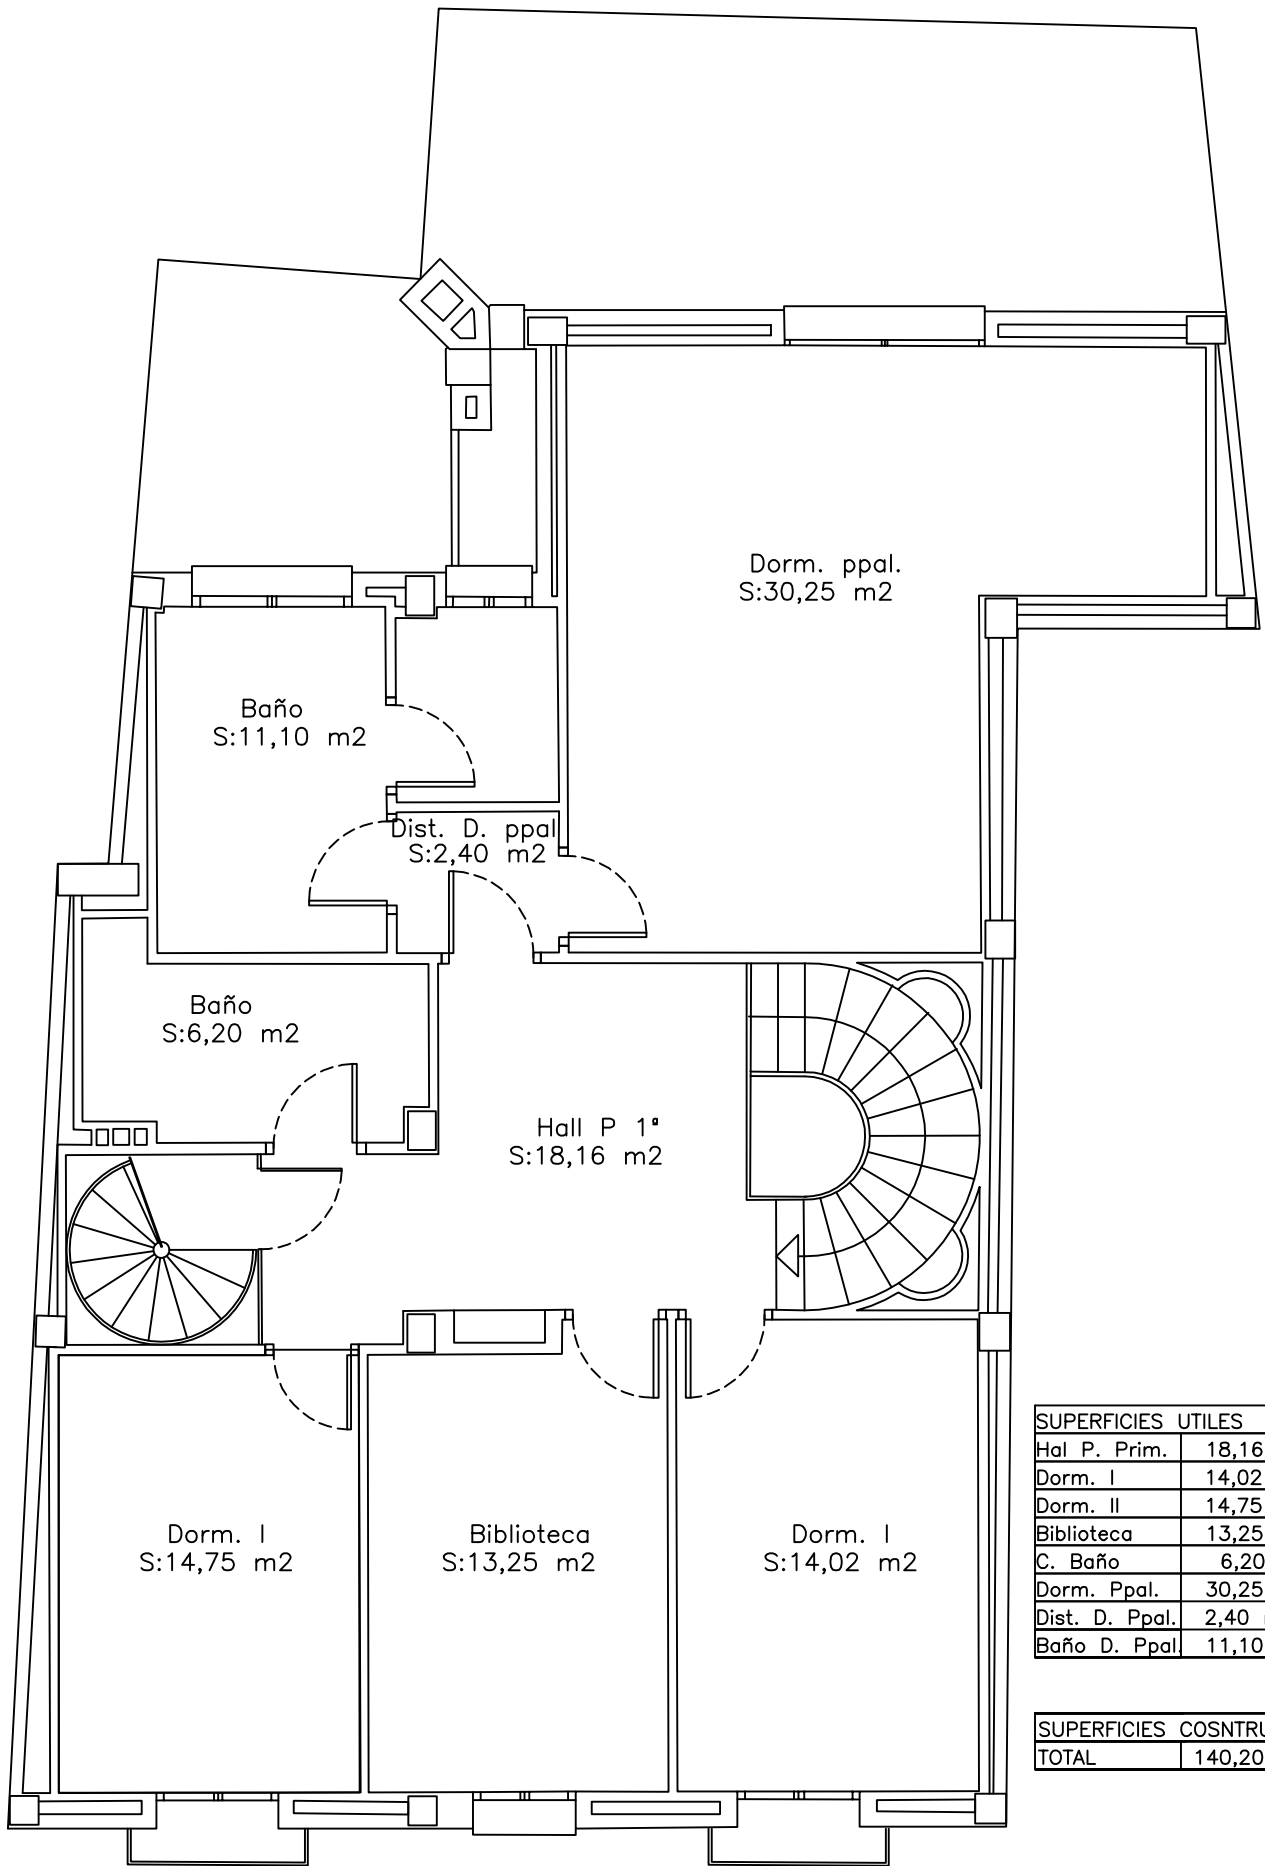 Dorm. ppal.
S:30,25 m2
Baño
S:11,10 m2
Dist. D. ppal
S:2,40 m2
Baño
S:6,20 m2
Hall P 1ª
S:18,16 m2
Dorm. I
S:14,75 m2
Biblioteca
S:13,25 m2
Dorm. I
S:14,02 m2
SUPERFICIES UTILES
Hal P. Prim. 18,16
Dorm. I 14,02
Dorm. II 14,75
Biblioteca 13,25
C. Baño 6,20
Dorm. Ppal. 30,25
Dist. D. Ppal. 2,40
Baño D. Ppal. 11,10
SUPERFICIES COSNTRU
TOTAL 140,20